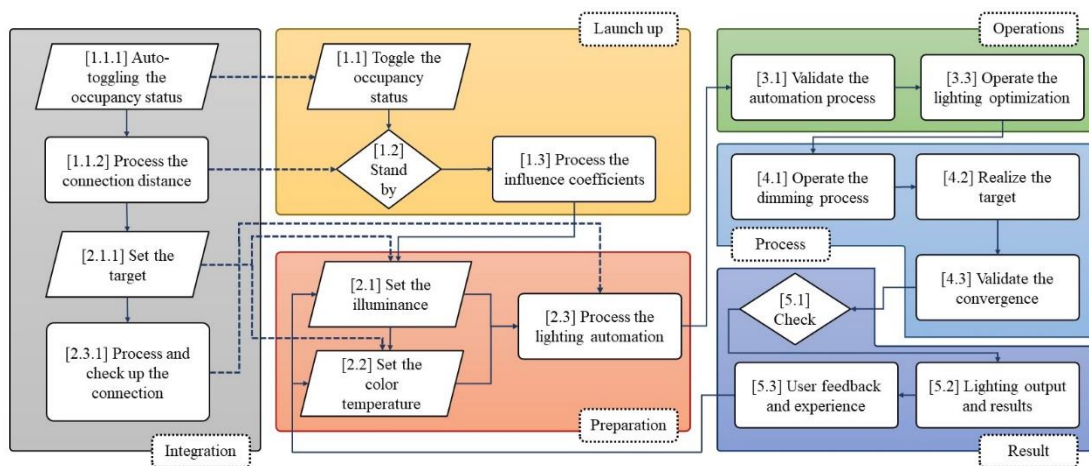 [1.1.1] Auto-
toggling the
occupancy status
[1.1.2] Process the
connection distance
[2.1.1] Set the
target
[2.3.1] Process and
check up the
connection
Integration
Launch up
[1.1] Toggle the
occupancy
status
[1.2]
Stand
by
[1.3] Process the
influence coefficients
[2.1] Set the
illuminance
[2.2] Set the
color
temperature
[2.3] Process the
lighting automation
Preparation
Operations
[3.1] Validate the
automation process
[3.3] Operate the
lighting optimization
[4.1] Operate the
dimming process
[4.2] Realize the
target
Process
[4.3] Validate the
convergence
[5.1]
Check
[5.3] User feedback
and experience
[5.2] Lighting output
and results
Result